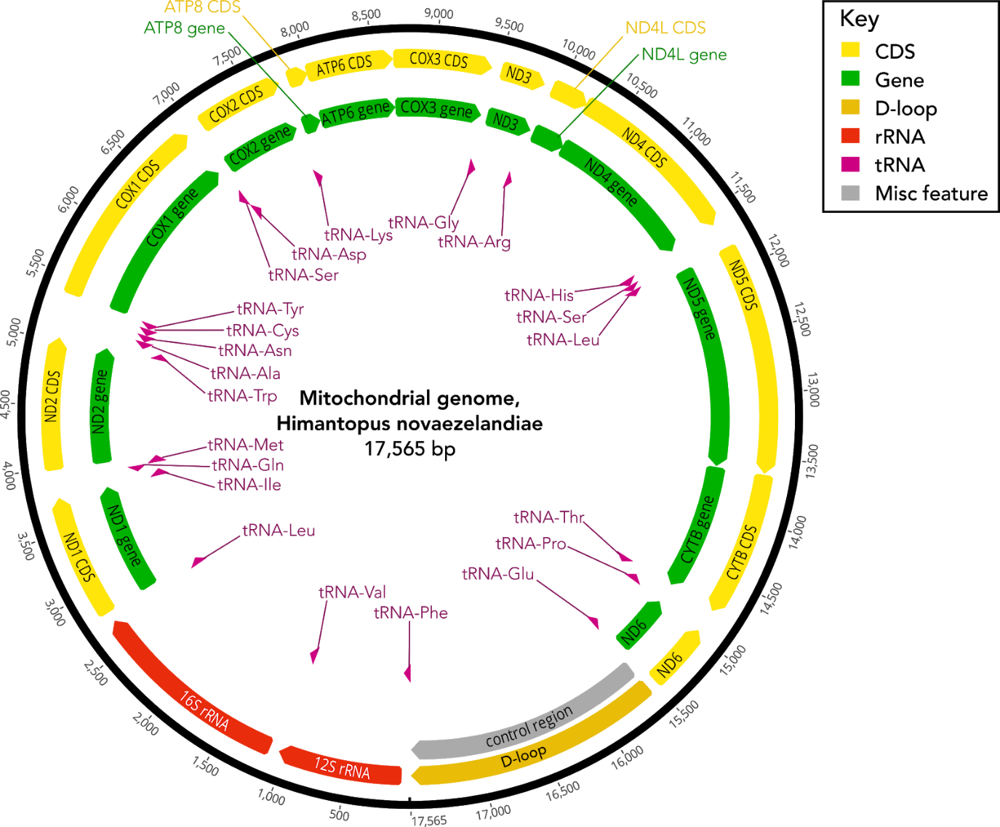 ATP8 CDS
ATP8 gene
ND4L CDS
ND4L gene
Key
CDS
Gene
D-loop
rRNA
tRNA
Misc feature
500
1,000
1,500
2,000
2,500
3,000
3,500
4,000
4,500
5,000
5,500
6,000
6,500
7,000
7,500
8,000
8,500
9,000
9,500
10,000
10,500
11,000
11,500
12,000
12,500
13,000
13,500
14,000
14,500
15,000
15,500
16,000
16,500
17,000
17,565
ND1 CDS
ND2 CDS
COX1 CDS
COX2 CDS
ATP6 CDS
COX3 CDS
ND3
ND4 CDS
ND5 CDS
CYTB CDS
ND6
D-loop
12S rRNA
16S rRNA
ND1 gene
ND2 gene
COX1 gene
COX2 gene
ATP6 gene
COX3 gene
ND3
ND4 gene
ND5 gene
CYTB gene
ND6
control region
tRNA-Lys
tRNA-Asp
tRNA-Ser
tRNA-Gly
tRNA-Arg
tRNA-His
tRNA-Ser
tRNA-Leu
tRNA-Tyr
tRNA-Cys
tRNA-Asn
tRNA-Ala
tRNA-Trp
Mitochondrial genome,
Himantopus novaezelandiae
17,565 bp
tRNA-Met
tRNA-Gln
tRNA-Ile
tRNA-Leu
tRNA-Val
tRNA-Phe
tRNA-Thr
tRNA-Pro
tRNA-Glu